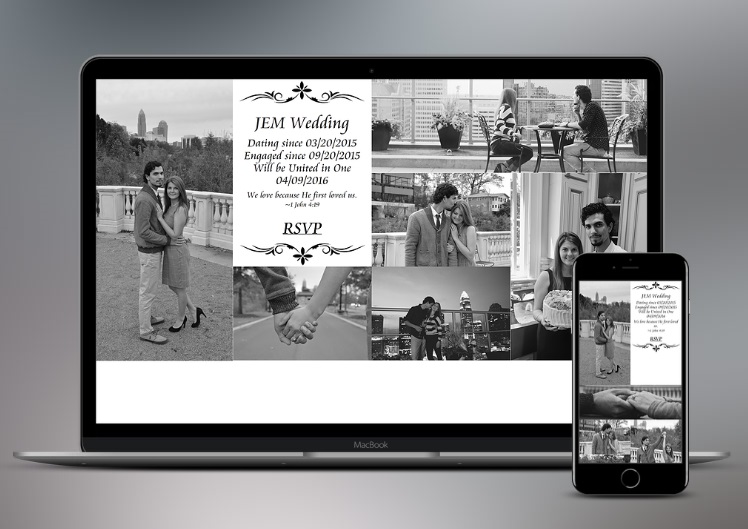 JEM Wedding
Dating since 03/20/2015
Engaged since 09/20/2015
Will be United in One
04/09/2016
We love because He first loved us.
~1 John 4:19
RSVP
MacBook
JEM Wedding
Dating since 03/20/2015
Engaged since 09/20/2015
Will be United in One
04/09/2016
We love because He first loved
us.
~1 John 4:19
RSVP